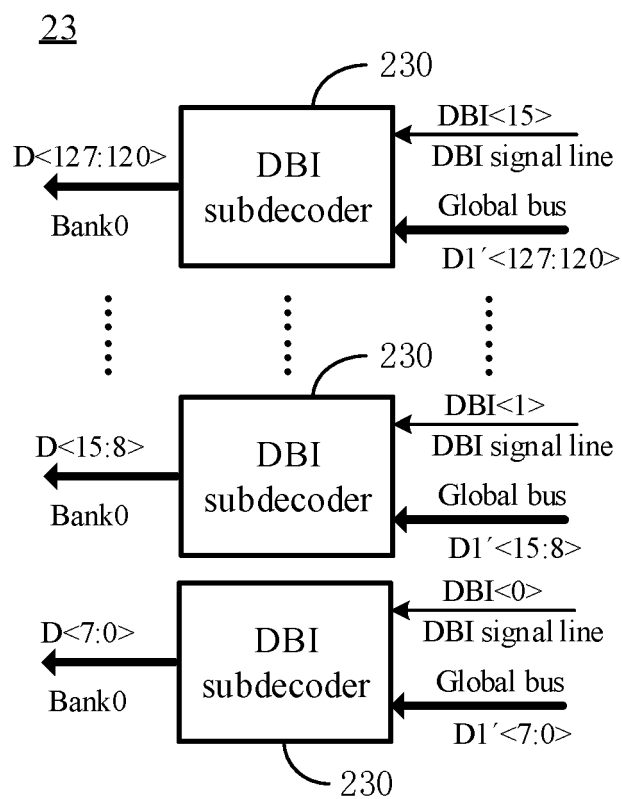 23
230
DBI<15>
D<127:120>
DBI
subdecoder
DBI signal line
Global bus
Bank0
D1´<127:120>
230
DBI<1>
D<15:8>
DBI
subdecoder
DBI signal line
Global bus
Bank0
D1´<15:8>
DBI<0>
D<7:0>
DBI
subdecoder
DBI signal line
Global bus
Bank0
D1´<7:0>
230